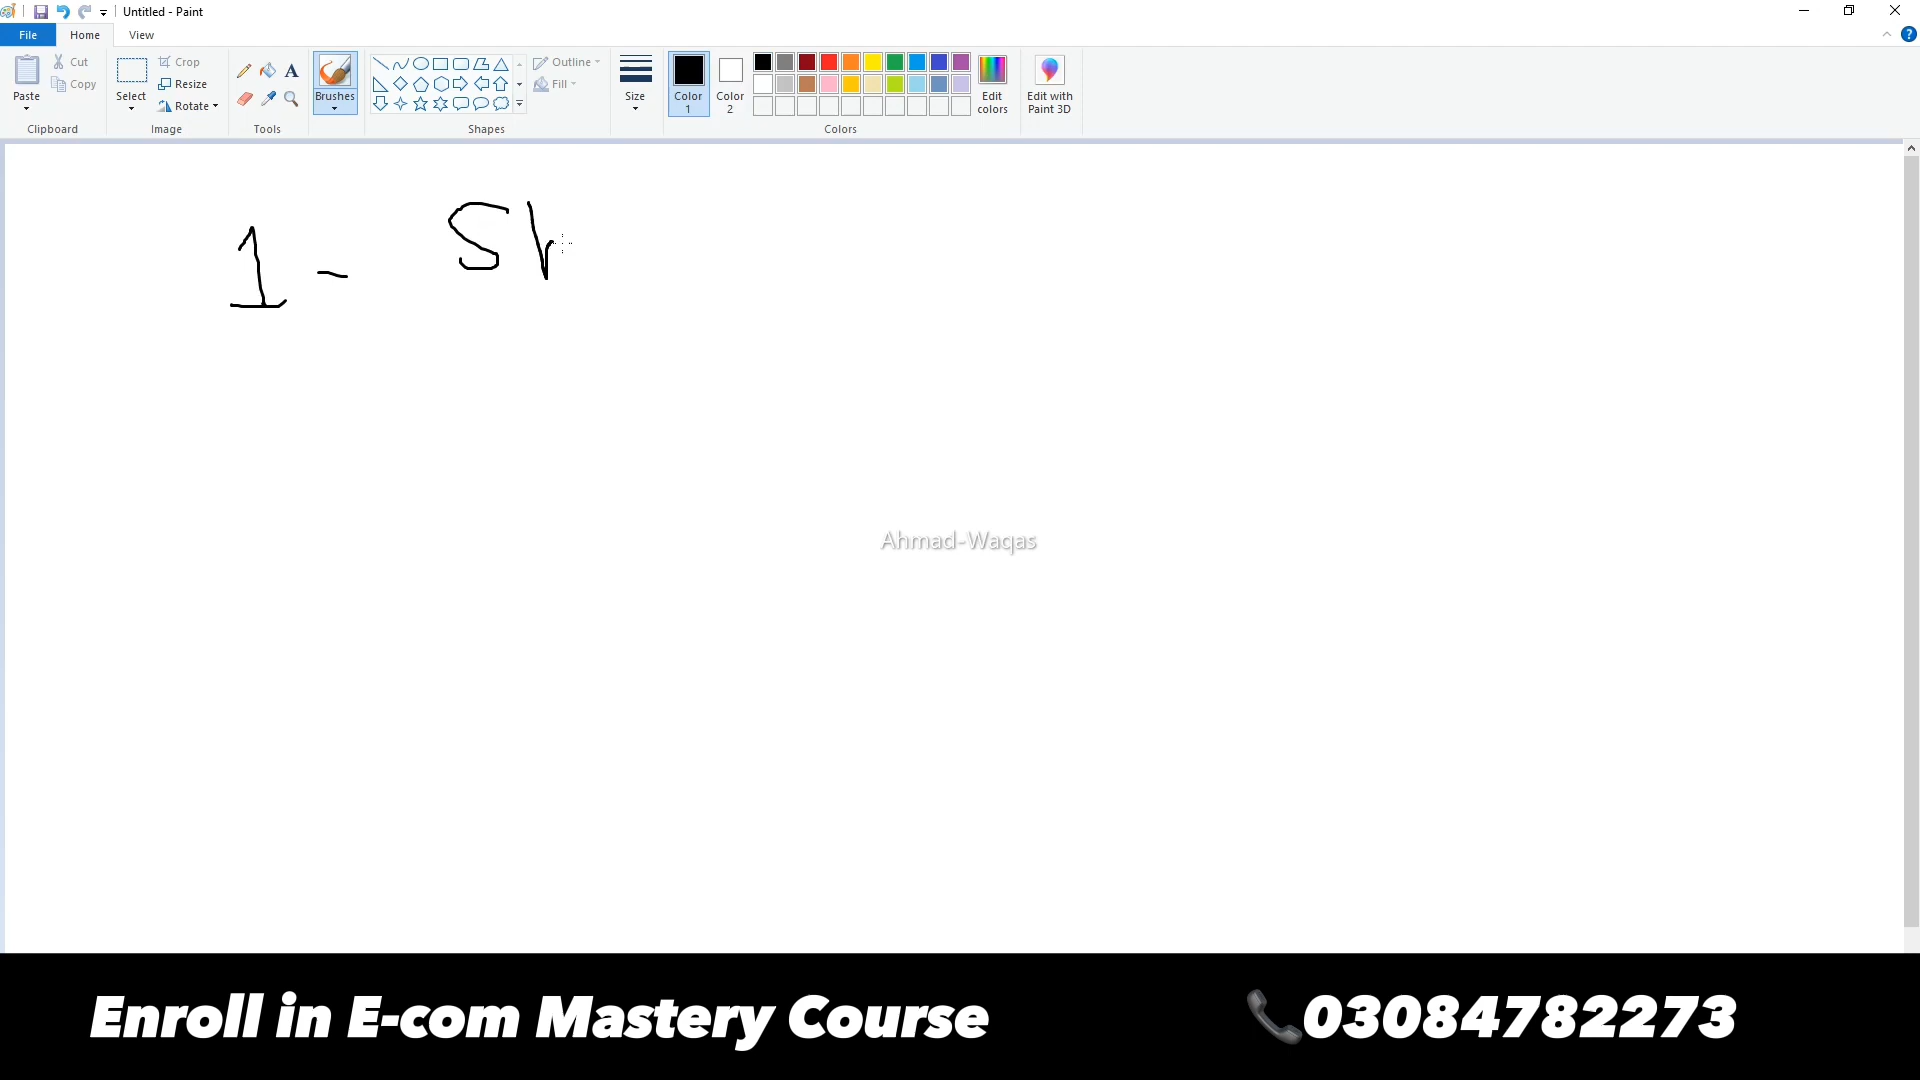 Untitled - Paint
File Home View
Paste
Cut
Copy
Clipboard
Select
Crop
Resize
Rotate
Image
Tools
Brushes
Shapes
Outline
Fill
Size
Color 1
Color 2
Colors
Edit colors
Edit with Paint 3D
1 -
Ahmad-Waqas
Enroll in E-com Mastery Course 03084782273